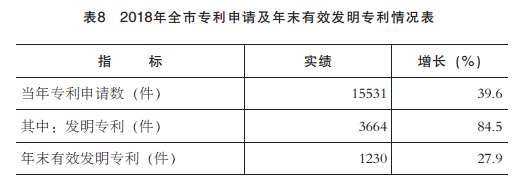 表8 2018年全市专利申请及年末有效发明专利情况表
指 标 实绩 增长（%）
当年专利申请数（件） 15531 39.6
其中：发明专利（件） 3664 84.5
年末有效发明专利（件） 1230 27.9